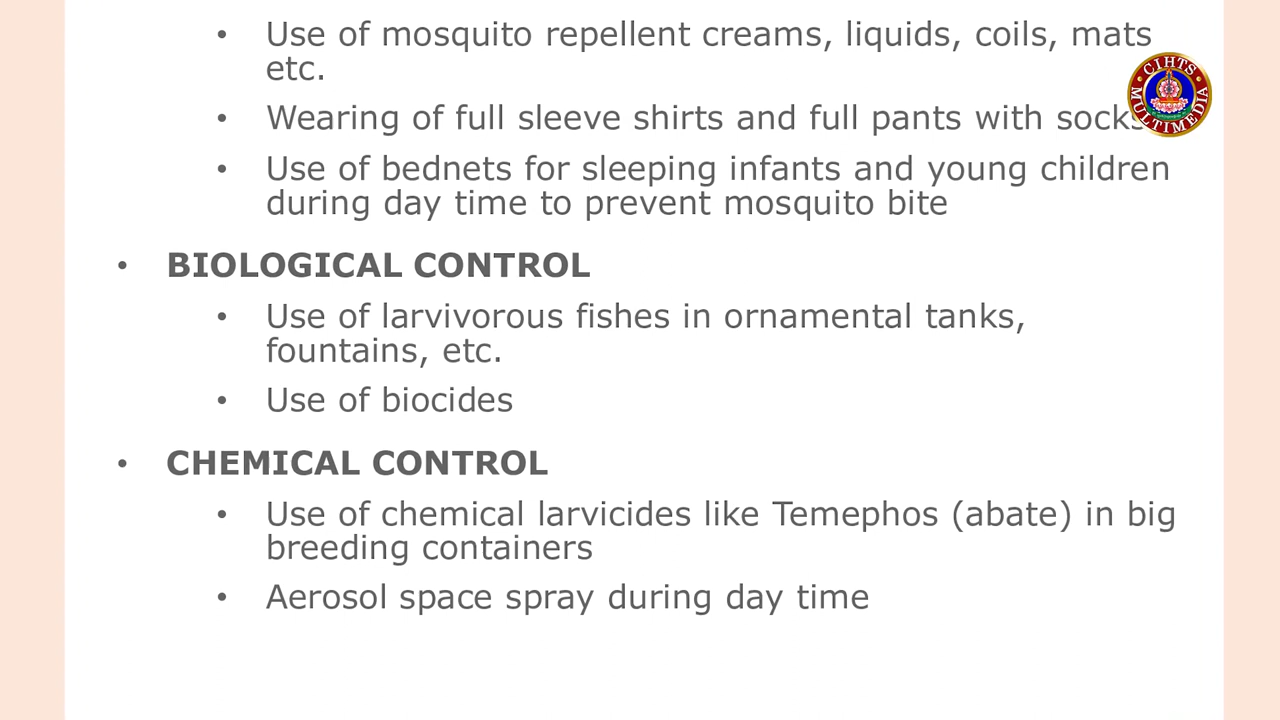 • Use of mosquito repellent creams, liquids, coils, mats
etc.
• Wearing of full sleeve shirts and full pants with socks
• Use of bednets for sleeping infants and young children
during day time to prevent mosquito bite
• BIOLOGICAL CONTROL
• Use of larvivorous fishes in ornamental tanks,
fountains, etc.
• Use of biocides
• CHEMICAL CONTROL
• Use of chemical larvicides like Temephos (abate) in big
breeding containers
• Aerosol space spray during day time
CIHTS
MULTIMEDIA